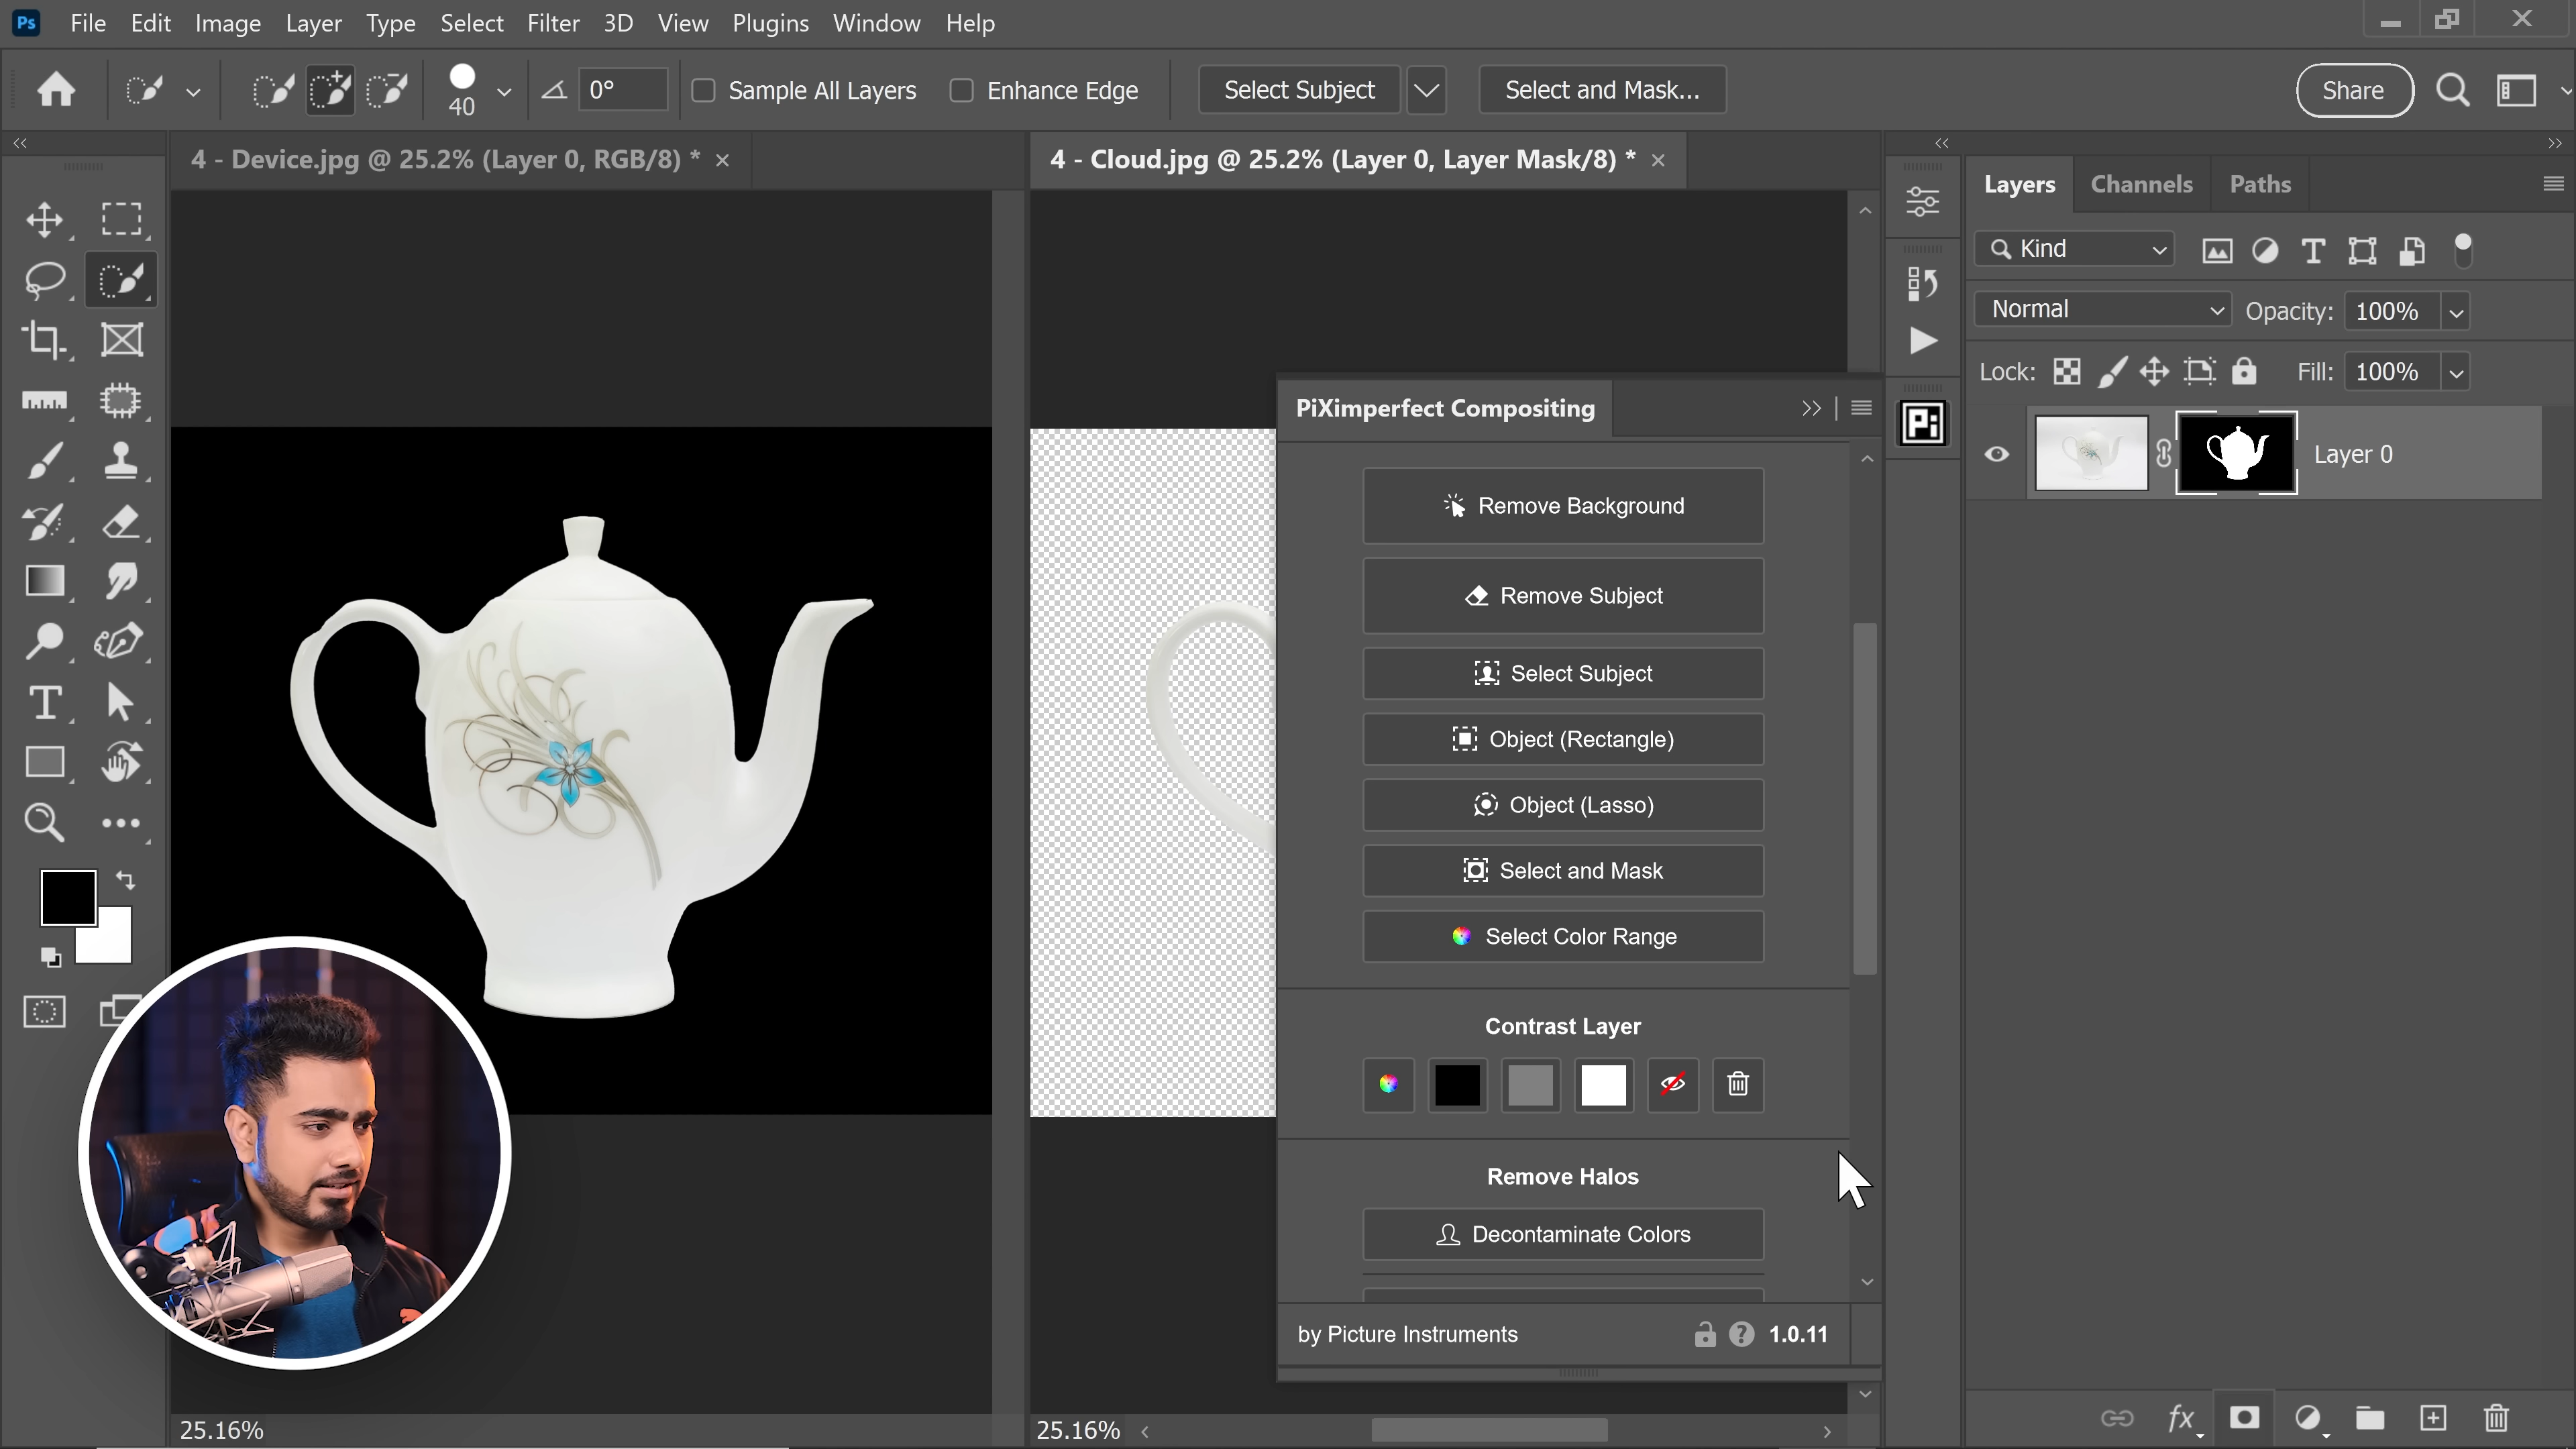 Ps File Edit Image Layer Type Select Filter 3D View Plugins Window Help
40 0° Sample All Layers Enhance Edge Select Subject Select and Mask... Share
4 - Device.jpg @ 25.2% (Layer 0, RGB/8) *
4 - Cloud.jpg @ 25.2% (Layer 0, Layer Mask/8) *
Layers Channels Paths
Kind
Normal Opacity: 100%
Lock: Fill: 100%
Pi
Layer 0
PiXimperfect Compositing
Remove Background
Remove Subject
Select Subject
Object (Rectangle)
Object (Lasso)
Select and Mask
Select Color Range
Contrast Layer
Remove Halos
Decontaminate Colors
by Picture Instruments 1.0.11
25.16%
25.16%
fx